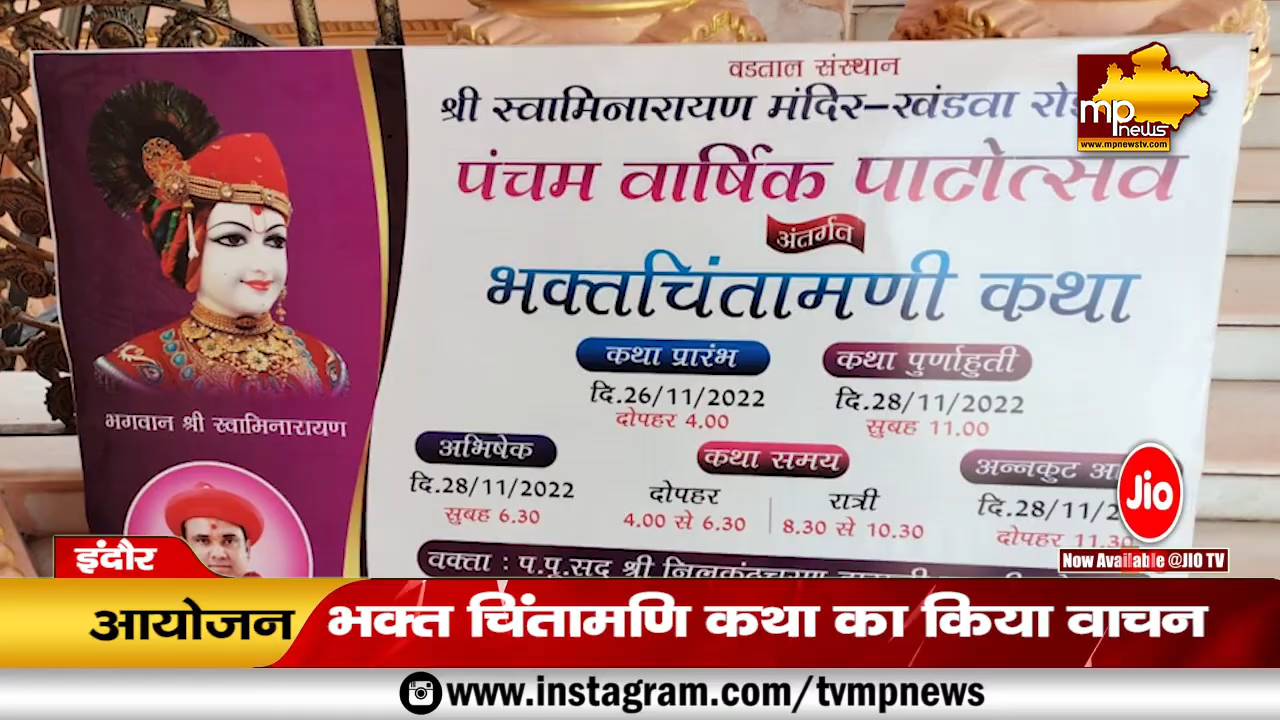 वडताल संस्थान
श्री स्वामिनारायण मंदिर–खंडवा
mp news
www.mpnewstv.com
पंचम वार्षिक पाटोत्सव
अंतर्गत
भक्तचिंतामणी कथा
कथा प्रारंभ
दि.26/11/2022
दोपहर 4.00
कथा पुर्णाहुती
दि.28/11/2022
सुबह 11.00
भगवान श्री स्वामिनारायण
अभिषेक
दि.28/11/2022
सुबह 6.30
कथा समय
दोपहर
4.00 से 6.30
रात्री
8.30 से 10.30
अन्नकुट
दि.28/11/2
दोपहर 11.30
Jio
Now Available @JIO TV
वक्ता : प.पू.सद् श्री
इंदौर
आयोजन
भक्त चिंतामणि कथा का किया वाचन
www.instagram.com/tvmpnews